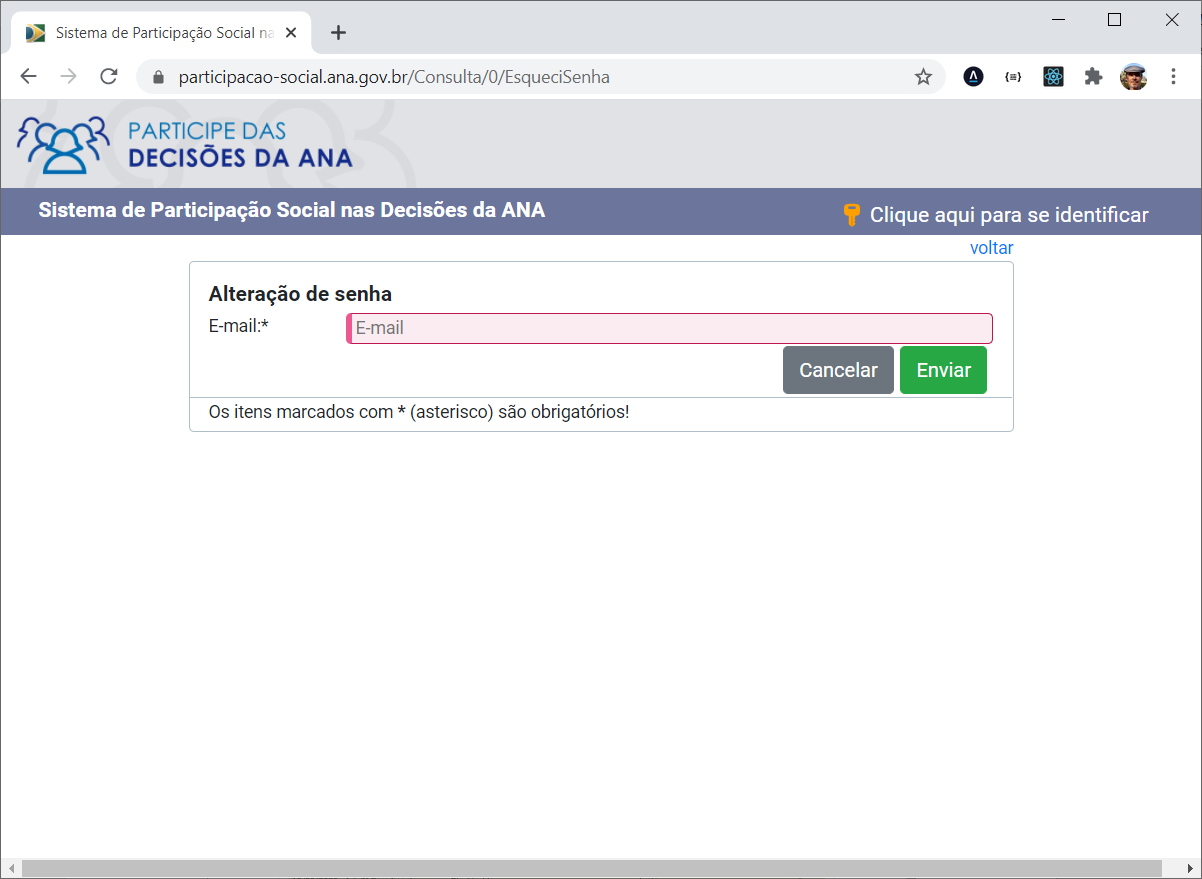 Sistema de Participação Social na
participacao-social.ana.gov.br/Consulta/0/EsqueciSenha
PARTICIPE DAS
DECISÕES DA ANA
Sistema de Participação Social nas Decisões da ANA
Clique aqui para se identificar
voltar
Alteração de senha
E-mail:*
E-mail
Cancelar
Enviar
Os itens marcados com * (asterisco) são obrigatórios!